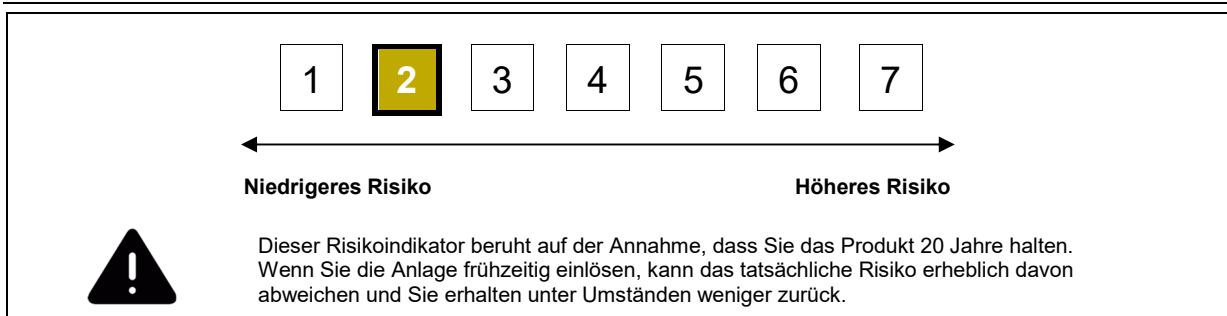 1 2 3 4 5 6 7
Niedrigeres Risiko Höheres Risiko
Dieser Risikoindikator beruht auf der Annahme, dass Sie das Produkt 20 Jahre halten.
Wenn Sie die Anlage frühzeitig einlösen, kann das tatsächliche Risiko erheblich davon
abweichen und Sie erhalten unter Umständen weniger zurück.